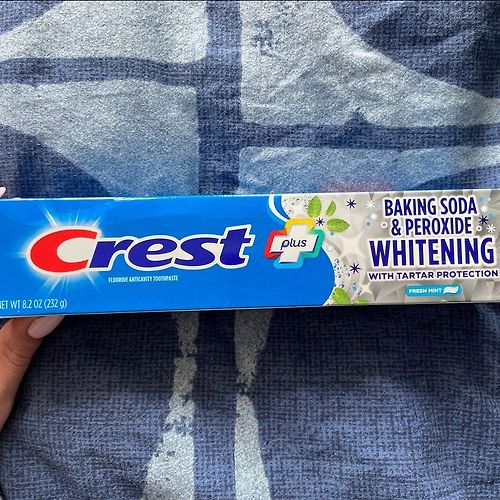 Crest
plus
FLUORIDE ANTICAVITY TOOTHPASTE
NET WT 8.2 OZ (232 g)
BAKING SODA
& PEROXIDE
WHITENING
WITH TARTAR PROTECTION
FRESH MINT